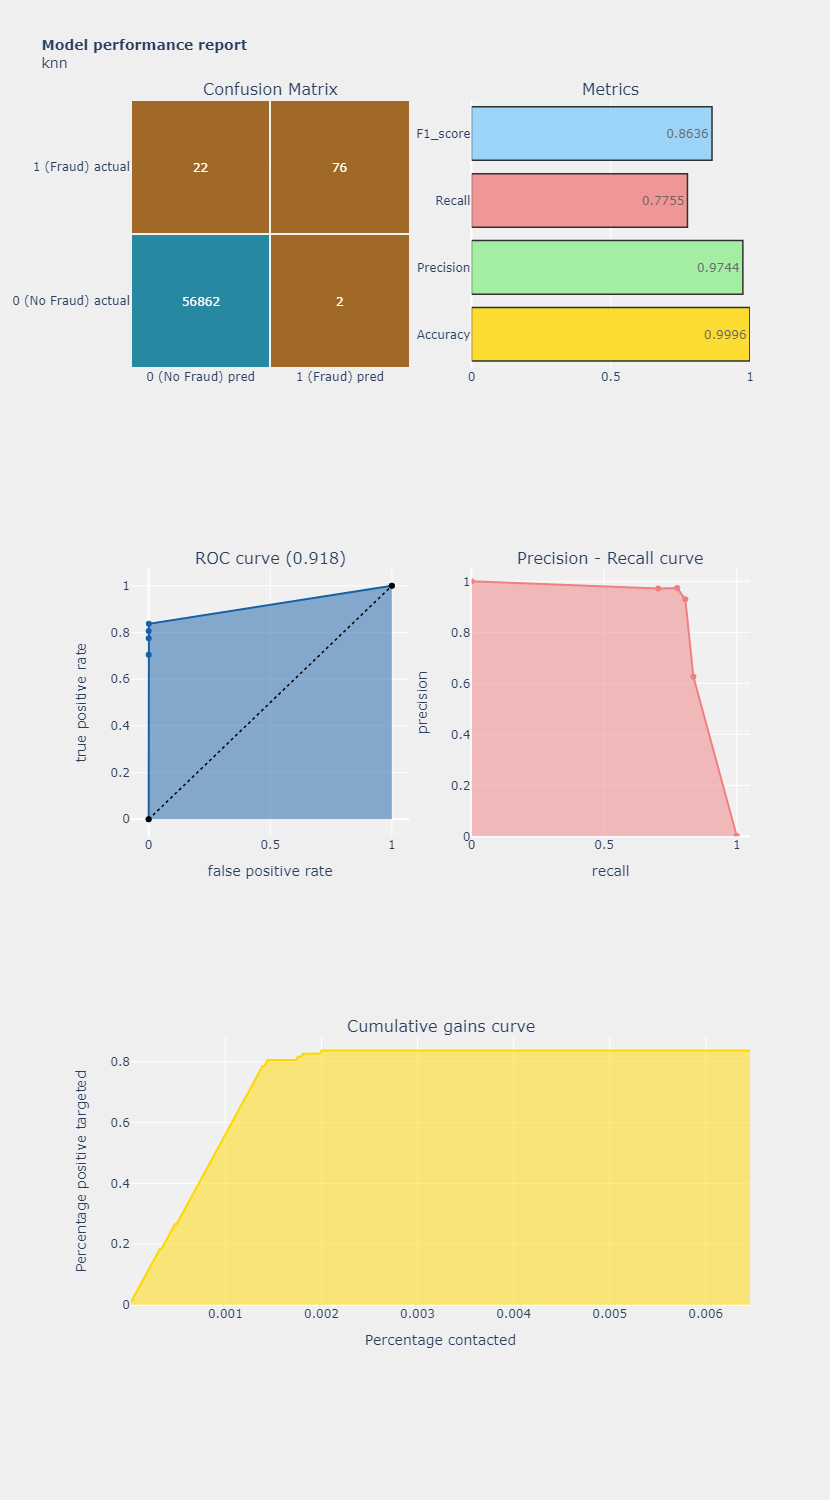 Model performance report
knn
Confusion Matrix
1 (Fraud) actual
22
76
0 (No Fraud) actual
56862
2
0 (No Fraud) pred
1 (Fraud) pred
Metrics
F1_score
0.8636
Recall
0.7755
Precision
0.9744
Accuracy
0.9996
0
0.5
1
ROC curve (0.918)
true positive rate
1
0.8
0.6
0.4
0.2
0
0
0.5
1
false positive rate
Precision - Recall curve
precision
1
0.8
0.6
0.4
0.2
0
0
0.5
1
recall
Cumulative gains curve
Percentage positive targeted
0.8
0.6
0.4
0.2
0
0.001
0.002
0.003
0.004
0.005
0.006
Percentage contacted